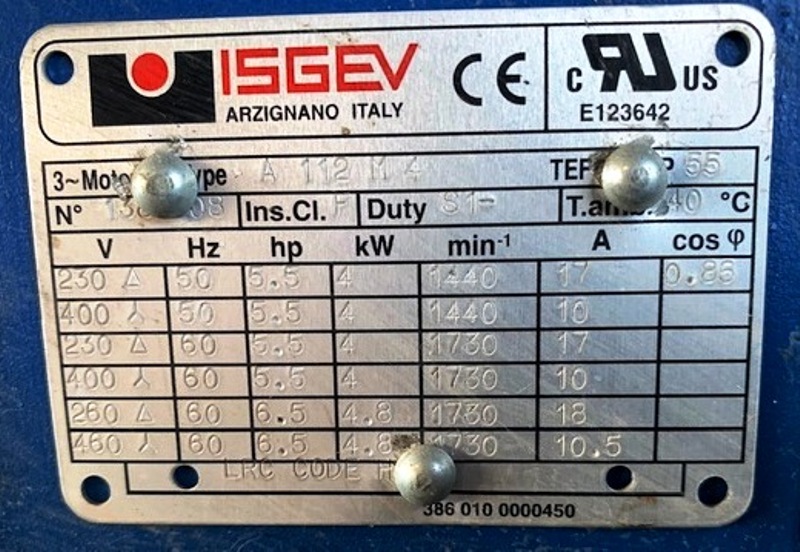 ISGEV
ARZIGNANO ITALY
CE
c RU US
E123642
3~Moto ype A 112 M 4 TEF P 55
N° 08 Ins.Cl. F Duty S1- T.amb. 40 °C
V Hz hp kW min-1 A cos φ
230 Δ 50 5.5 4 1440 17 0.86
400 ⅄ 50 5.5 4 1440 10
230 Δ 60 5.5 4 1730 17
400 ⅄ 60 5.5 4 1730 10
260 Δ 60 6.5 4.8 1730 18
460 ⅄ 60 6.5 4.8 1730 10.5
LRC CODE H
386 010 0000450